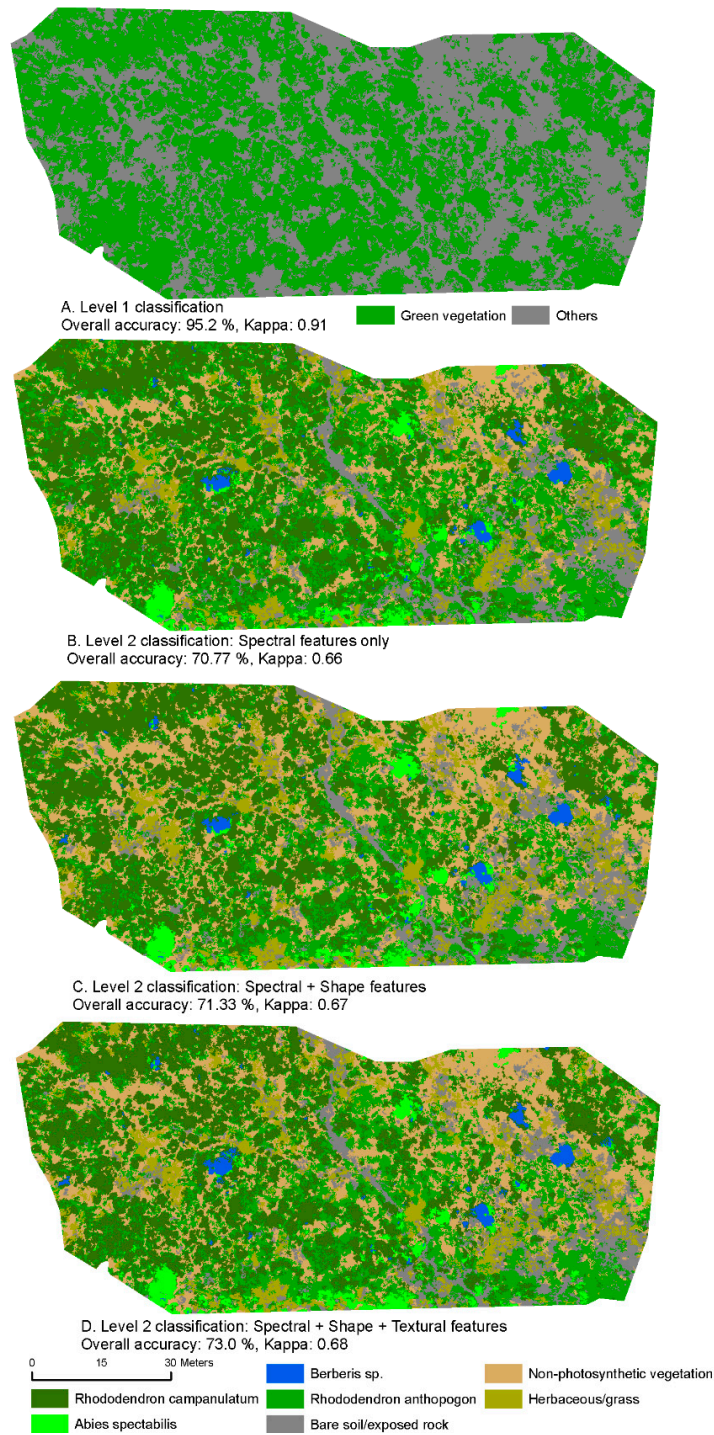 A. Level 1 classification
Overall accuracy: 95.2 %, Kappa: 0.91
Green vegetation
Others
B. Level 2 classification: Spectral features only
Overall accuracy: 70.77 %, Kappa: 0.66
C. Level 2 classification: Spectral + Shape features
Overall accuracy: 71.33 %, Kappa: 0.67
D. Level 2 classification: Spectral + Shape + Textural features
Overall accuracy: 73.0 %, Kappa: 0.68
0 15 30 Meters
Berberis sp.
Non-photosynthetic vegetation
Rhododendron campanulatum
Rhododendron anthopogon
Herbaceous/grass
Abies spectabilis
Bare soil/exposed rock